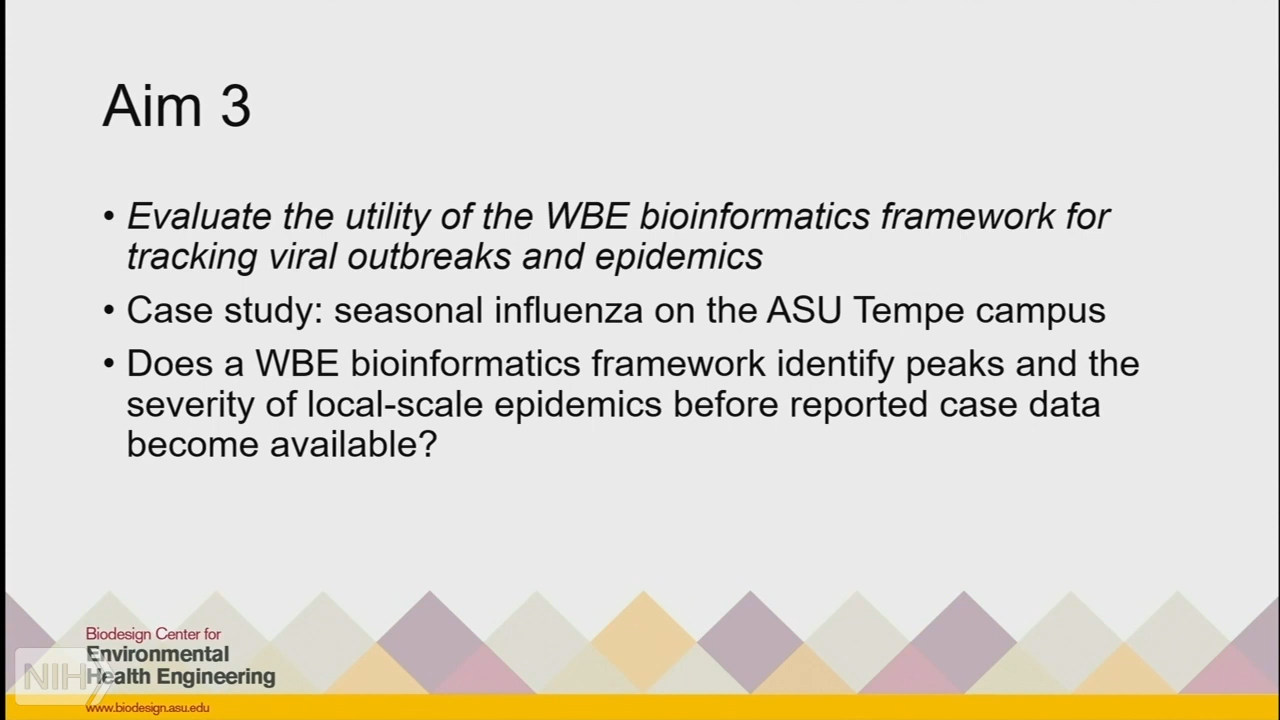 Aim 3
• Evaluate the utility of the WBE bioinformatics framework for
tracking viral outbreaks and epidemics
• Case study: seasonal influenza on the ASU Tempe campus
• Does a WBE bioinformatics framework identify peaks and the
severity of local-scale epidemics before reported case data
become available?
Biodesign Center for
Environmental
Health Engineering
NIH
www.biodesign.asu.edu